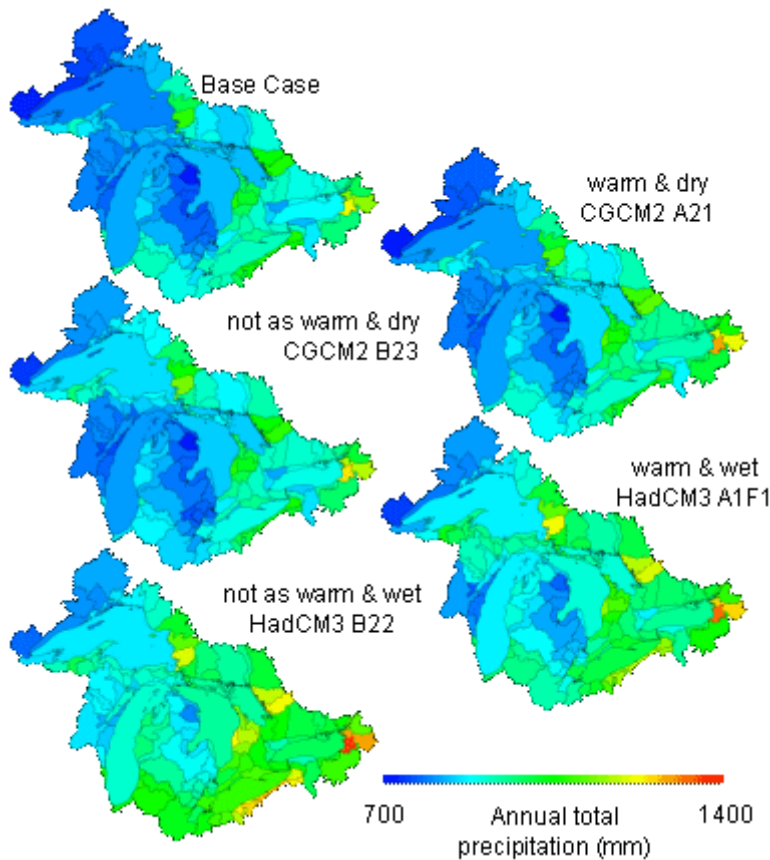 Base Case
warm & dry
CGCM2 A21
not as warm & dry
CGCM2 B23
warm & wet
HadCM3 A1F1
not as warm & wet
HadCM3 B22
700 Annual total 1400
precipitation (mm)